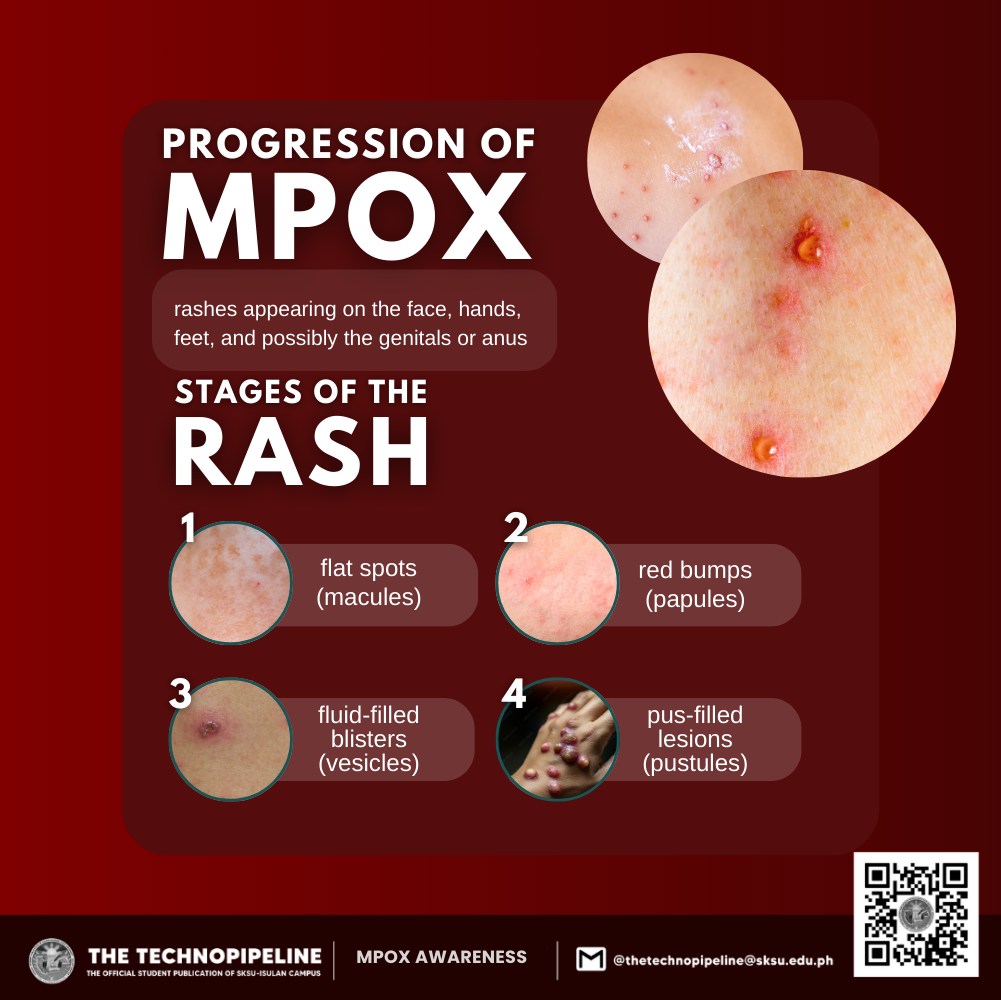 PROGRESSION OF
MPOX
rashes appearing on the face, hands,
feet, and possibly the genitals or anus
STAGES OF THE
RASH
1
flat spots
(macules)
2
red bumps
(papules)
3
fluid-filled
blisters
(vesicles)
4
pus-filled
lesions
(pustules)
THE TECHNOPIPELINE
THE OFFICIAL STUDENT PUBLICATION OF SKSU-ISULAN CAMPUS
MPOX AWARENESS
@thetechnopipeline@sksu.edu.ph